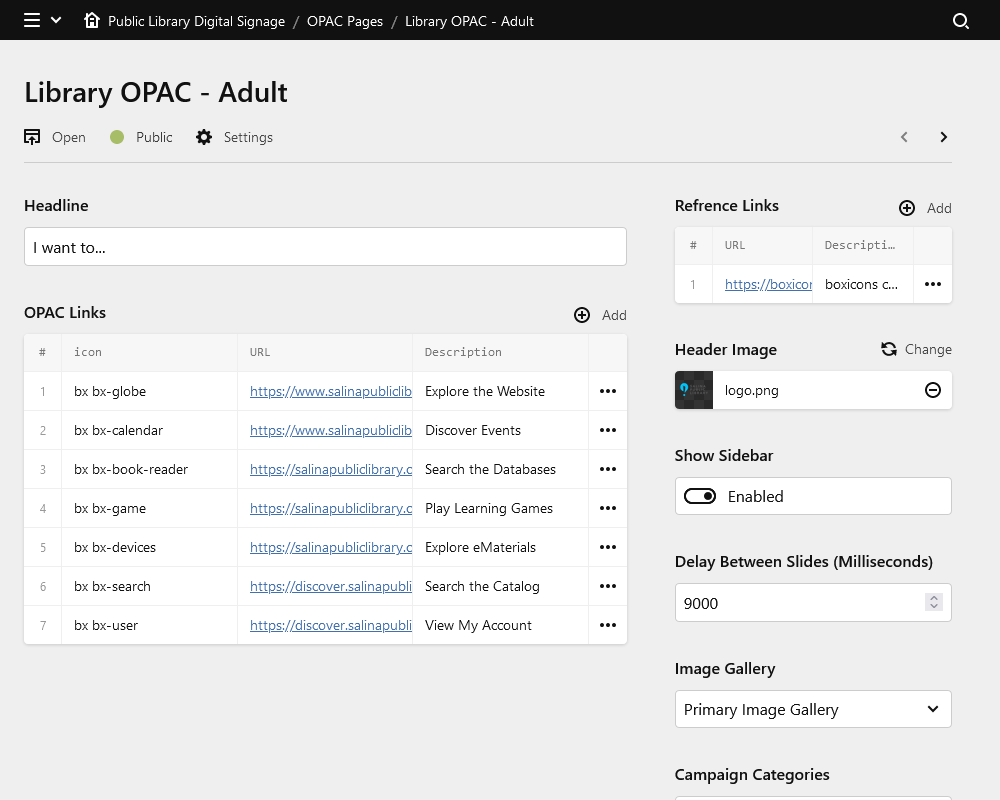 Public Library Digital Signage / OPAC Pages / Library OPAC - Adult
Library OPAC - Adult
Open Public Settings
Headline
I want to...
OPAC Links Add
# icon URL Description
1 bx bx-globe https://www.salinapubliclib Explore the Website
2 bx bx-calendar https://www.salinapubliclib Discover Events
3 bx bx-book-reader https://salinapubliclibrary.c Search the Databases
4 bx bx-game https://salinapubliclibrary.c Play Learning Games
5 bx bx-devices https://salinapubliclibrary.c Explore eMaterials
6 bx bx-search https://discover.salinapubli Search the Catalog
7 bx bx-user https://discover.salinapubli View My Account
Refrence Links Add
# URL Descripti…
1 https://boxicon boxicons c…
Header Image Change
logo.png
Show Sidebar
Enabled
Delay Between Slides (Milliseconds)
9000
Image Gallery
Primary Image Gallery
Campaign Categories